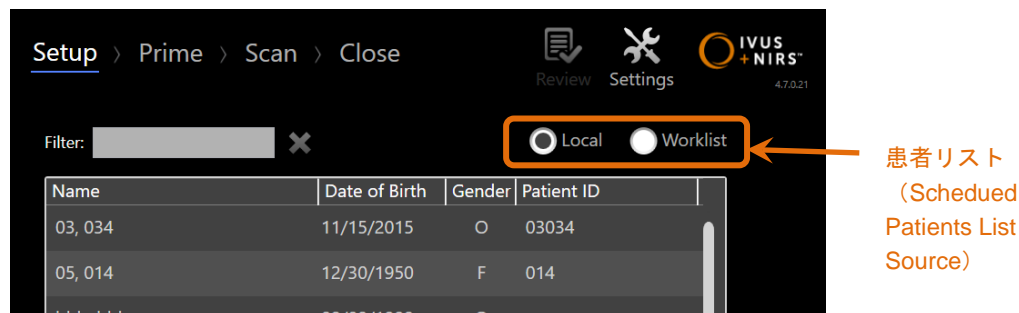 Setup > Prime > Scan > Close
Review
Settings
IVUS
+NIRS™
4.7.0.21
Filter:
Local
Worklist
Name Date of Birth Gender Patient ID
03, 034 11/15/2015 O 03034
05, 014 12/30/1950 F 014
患者リスト
（Schedued
Patients List
Source）